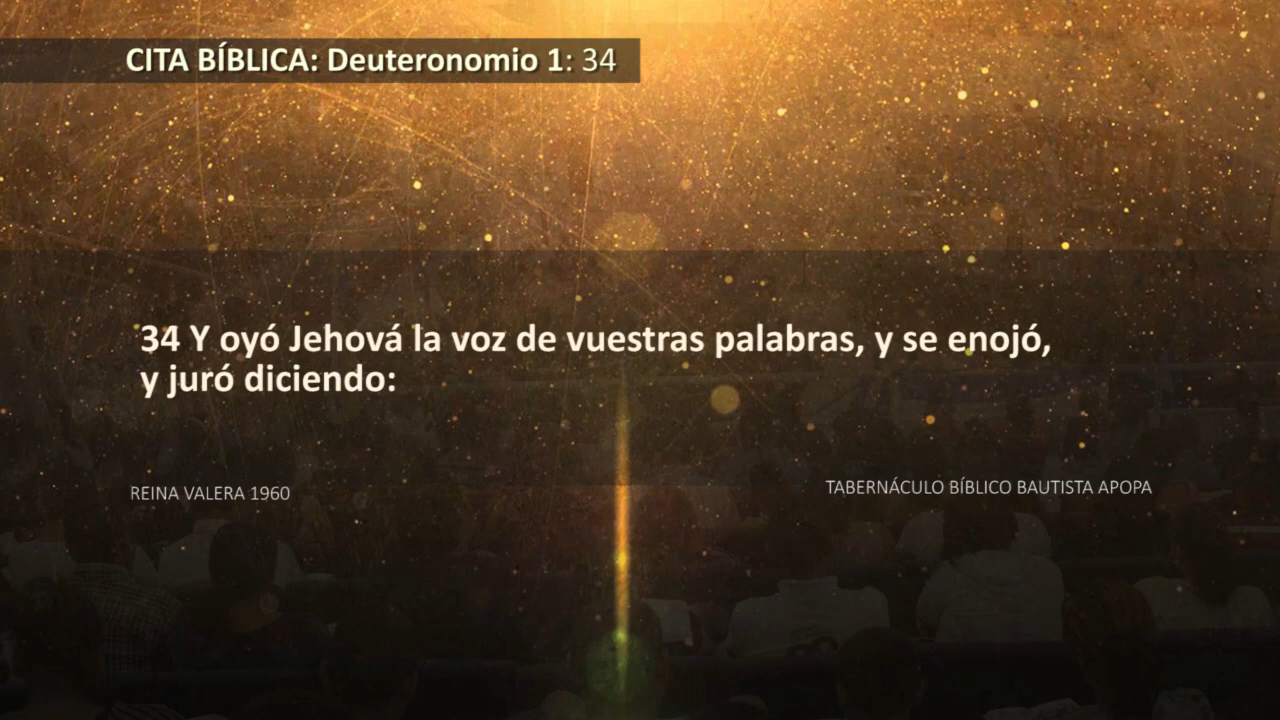 CITA BÍBLICA: Deuteronomio 1: 34
34 Y oyó Jehová la voz de vuestras palabras, y se enojó,
y juró diciendo:
REINA VALERA 1960
TABERNÁCULO BÍBLICO BAUTISTA APOPA